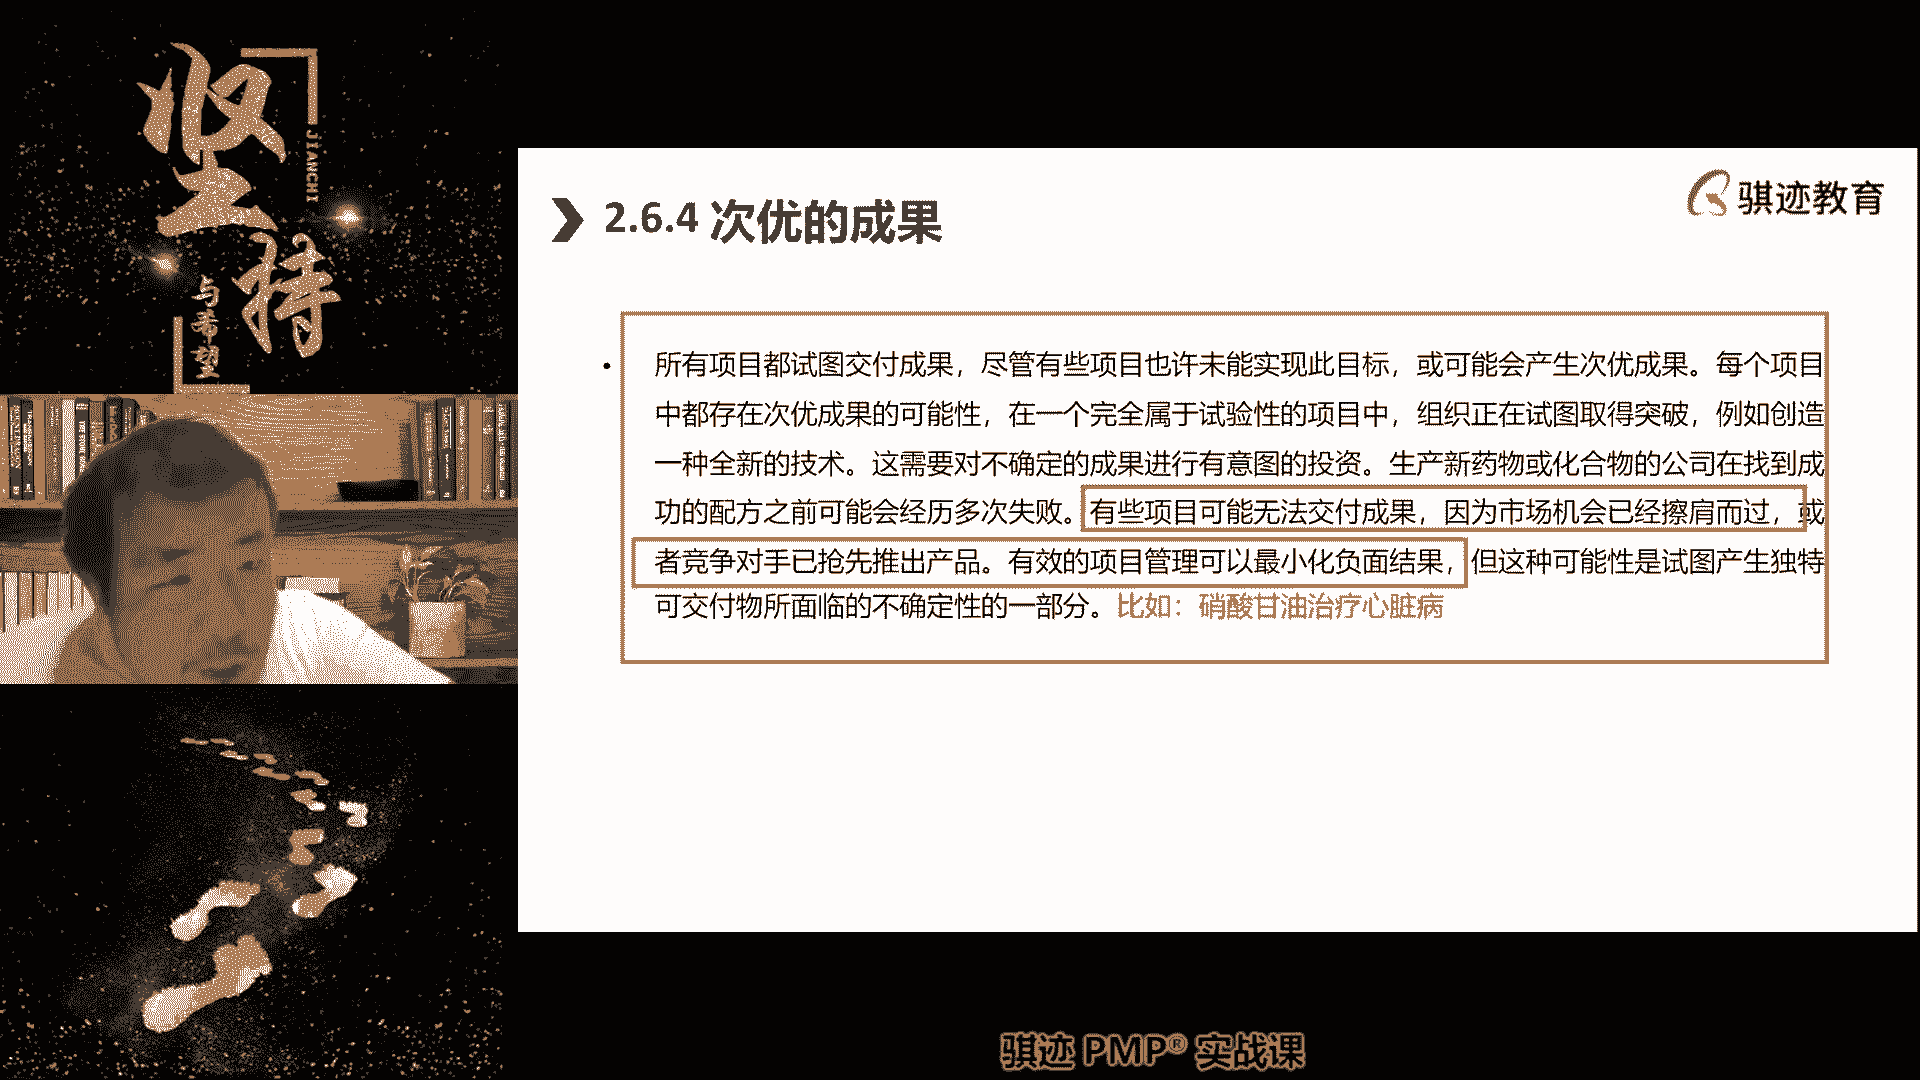 坚持
JIANCHI
与希望
骐迹教育
2.6.4 次优的成果
• 所有项目都试图交付成果，尽管有些项目也许未能实现此目标，或可能会产生次优成果。每个项目
中都存在次优成果的可能性，在一个完全属于试验性的项目中，组织正在试图取得突破，例如创造
一种全新的技术。这需要对不确定的成果进行有意图的投资。生产新药物或化合物的公司在找到成
功的配方之前可能会经历多次失败。有些项目可能无法交付成果，因为市场机会已经擦肩而过，或
者竞争对手已抢先推出产品。有效的项目管理可以最小化负面结果，但这种可能性是试图产生独特
可交付物所面临的不确定性的一部分。比如：硝酸甘油治疗心脏病
骐迹 PMP® 实战课